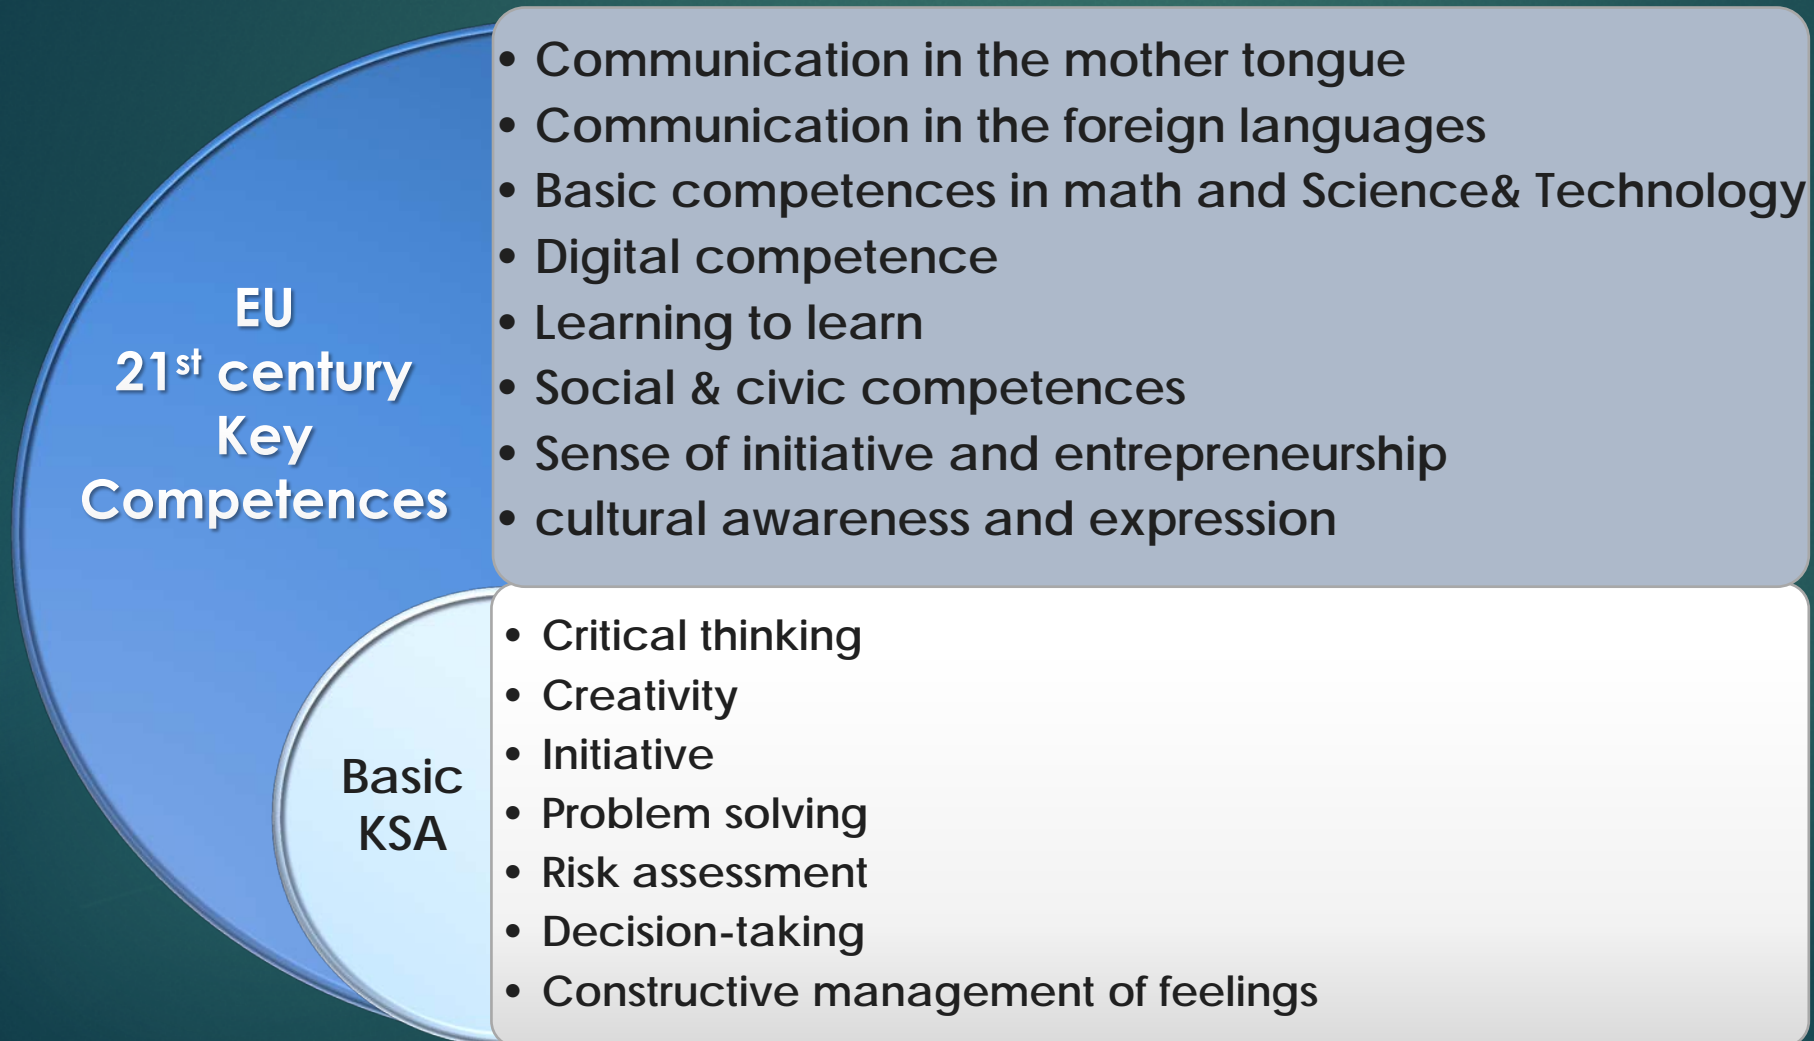 EU
21st century
Key
Competences
• Communication in the mother tongue
• Communication in the foreign languages
• Basic competences in math and Science& Technology
• Digital competence
• Learning to learn
• Social & civic competences
• Sense of initiative and entrepreneurship
• cultural awareness and expression
Basic
KSA
• Critical thinking
• Creativity
• Initiative
• Problem solving
• Risk assessment
• Decision-taking
• Constructive management of feelings